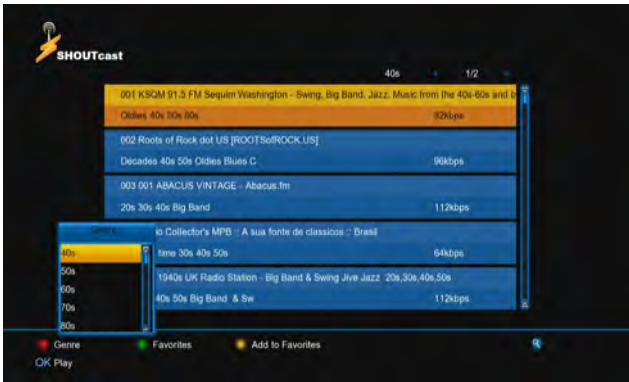 SHOUTcast
40s 1/2
001 KSQM 91.5 FM Sequim Washington - Swing, Big Band, Jazz, Music from the 40s-60s and b
Oldies 40s 50s 60s 32kbps
002 Roots of Rock dot US [ROOTSofROCK.US]
Decades 40s 50s Oldies Blues C 96kbps
003 001 ABACUS VINTAGE - Abacus.fm
20s 30s 40s Big Band 112kbps
io Collector's MPB :: A sua fonte de classicos :: Brasil
time 30s 40s 50s 64kbps
1940s UK Radio Station - Big Band & Swing Jive Jazz 20s,30s,40s,50s
40s 50s Big Band & Sw 112kbps
Genre
40s
50s
60s
70s
80s
Genre Favorites Add to Favorites
OK Play